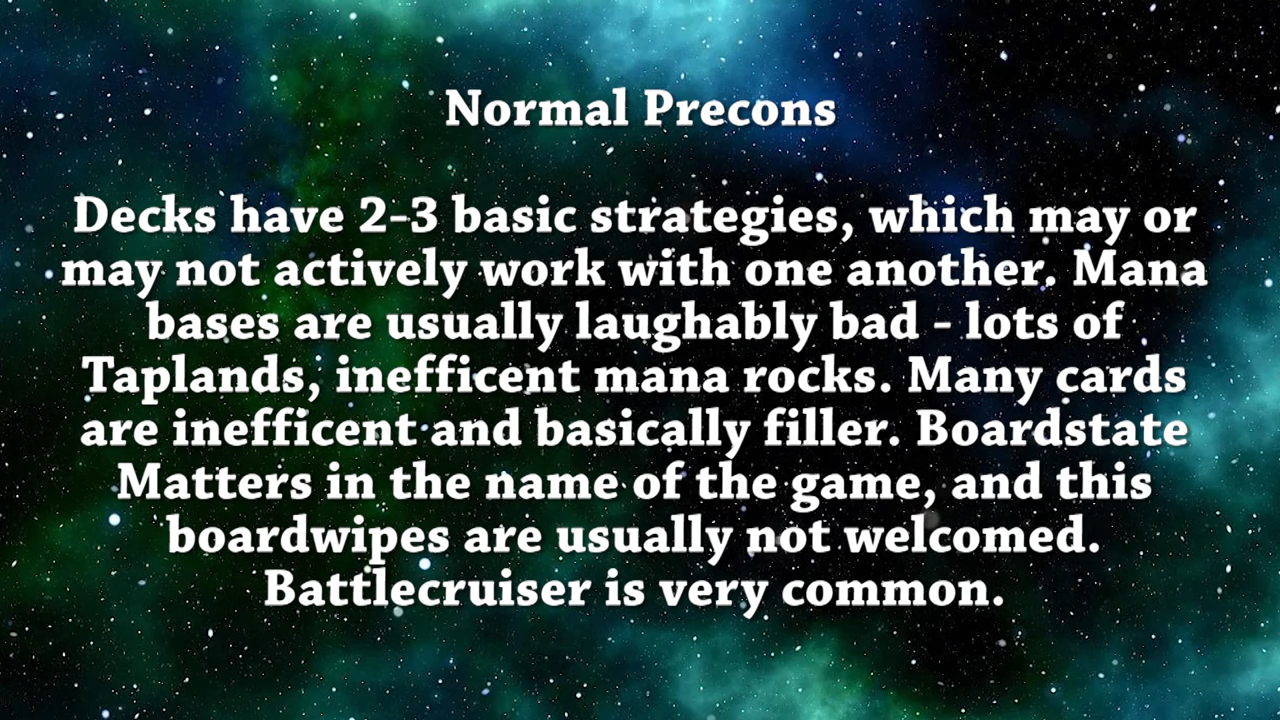 Normal Precons
Decks have 2-3 basic strategies, which may or
may not actively work with one another. Mana
bases are usually laughably bad - lots of
Taplands, inefficent mana rocks. Many cards
are inefficent and basically filler. Boardstate
Matters in the name of the game, and this
boardwipes are usually not welcomed.
Battlecruiser is very common.